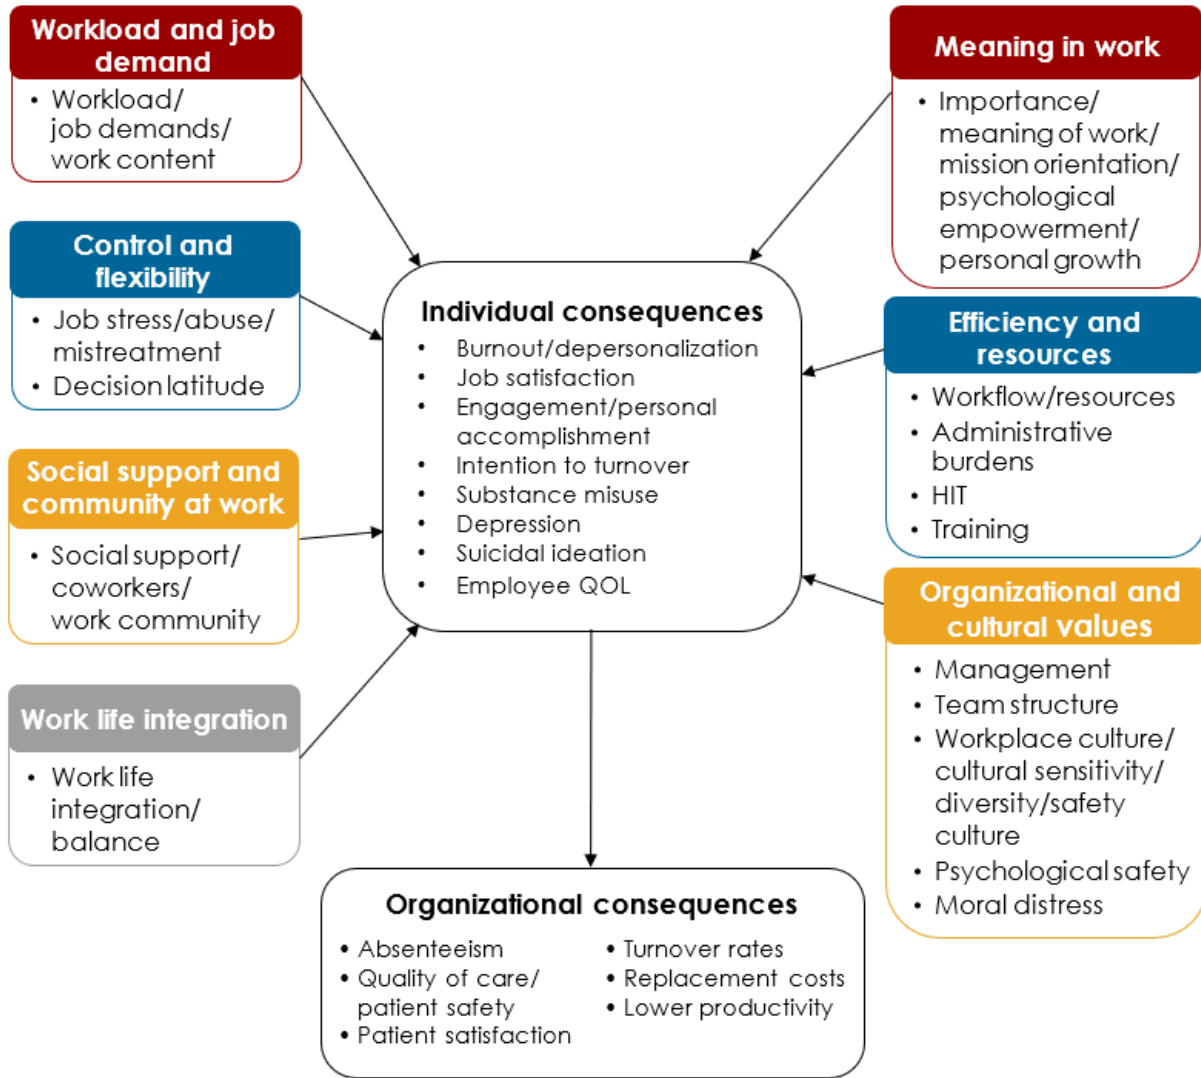 Workload and job
demand
• Workload/
job demands/
work content
Control and
flexibility
• Job stress/abuse/
mistreatment
• Decision latitude
Social support and
community at work
• Social support/
coworkers/
work community
Work life integration
• Work life
integration/
balance
Individual consequences
• Burnout/depersonalization
• Job satisfaction
• Engagement/personal
accomplishment
• Intention to turnover
• Substance misuse
• Depression
• Suicidal ideation
• Employee QOL
Meaning in work
• Importance/
meaning of work/
mission orientation/
psychological
empowerment/
personal growth
Efficiency and
resources
• Workflow/resources
• Administrative
burdens
• HIT
• Training
Organizational and
cultural values
• Management
• Team structure
• Workplace culture/
cultural sensitivity/
diversity/safety
culture
• Psychological safety
• Moral distress
Organizational consequences
• Absenteeism
• Quality of care/
patient safety
• Patient satisfaction
• Turnover rates
• Replacement costs
• Lower productivity